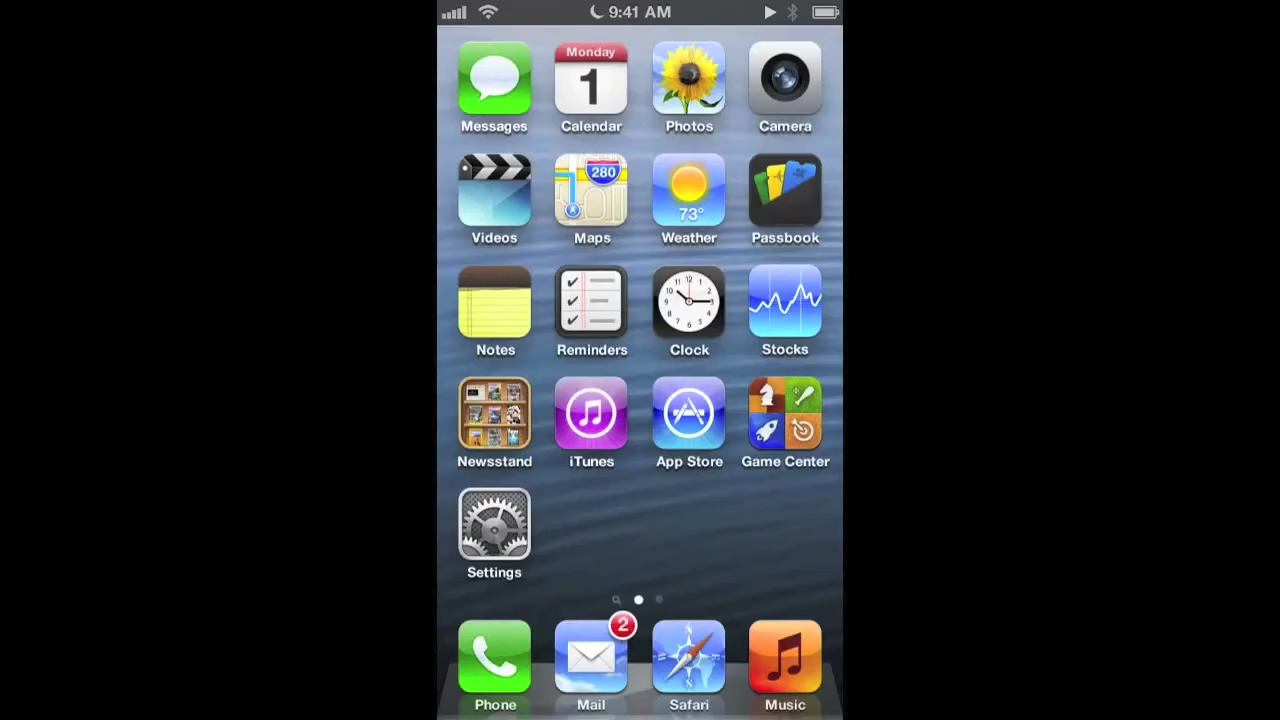 9:41 AM
Monday
1
Messages Calendar Photos Camera
280
73°
Videos Maps Weather Passbook
Notes Reminders Clock Stocks
Newsstand iTunes App Store Game Center
Settings
2
Phone Mail Safari Music